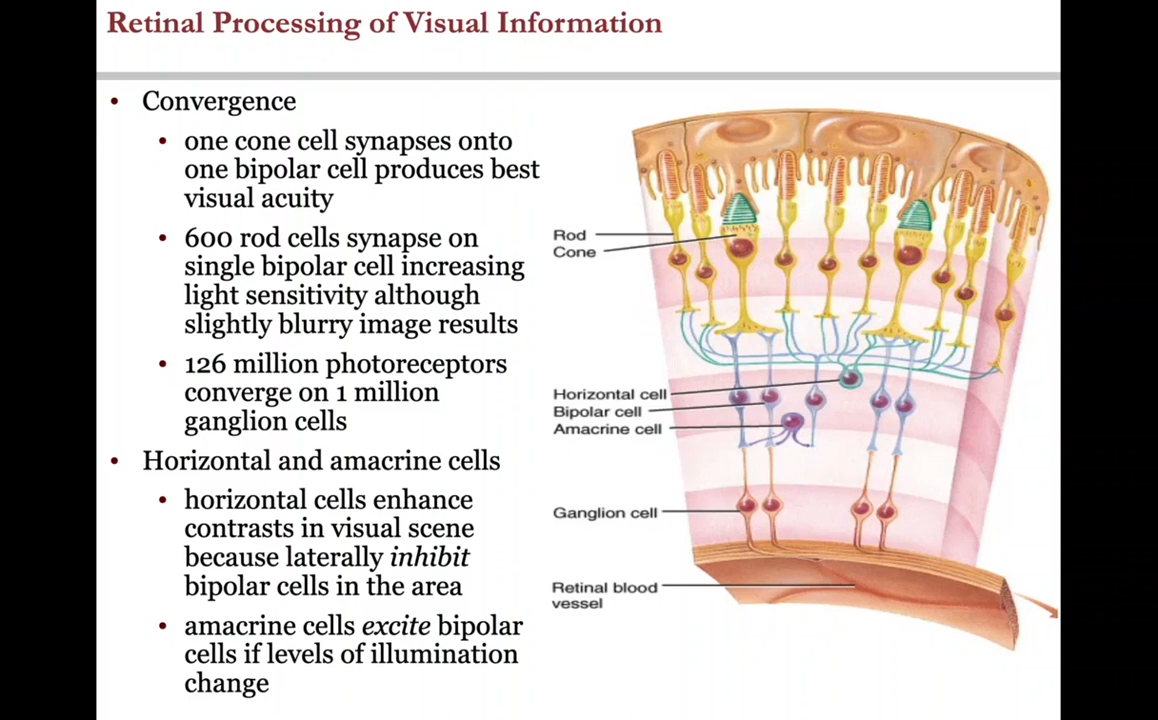 Retinal Processing of Visual Information
• Convergence
• one cone cell synapses onto
one bipolar cell produces best
visual acuity
• 600 rod cells synapse on
single bipolar cell increasing
light sensitivity although
slightly blurry image results
• 126 million photoreceptors
converge on 1 million
ganglion cells
• Horizontal and amacrine cells
• horizontal cells enhance
contrasts in visual scene
because laterally inhibit
bipolar cells in the area
• amacrine cells excite bipolar
cells if levels of illumination
change
Rod
Cone
Horizontal cell
Bipolar cell
Amacrine cell
Ganglion cell
Retinal blood
vessel